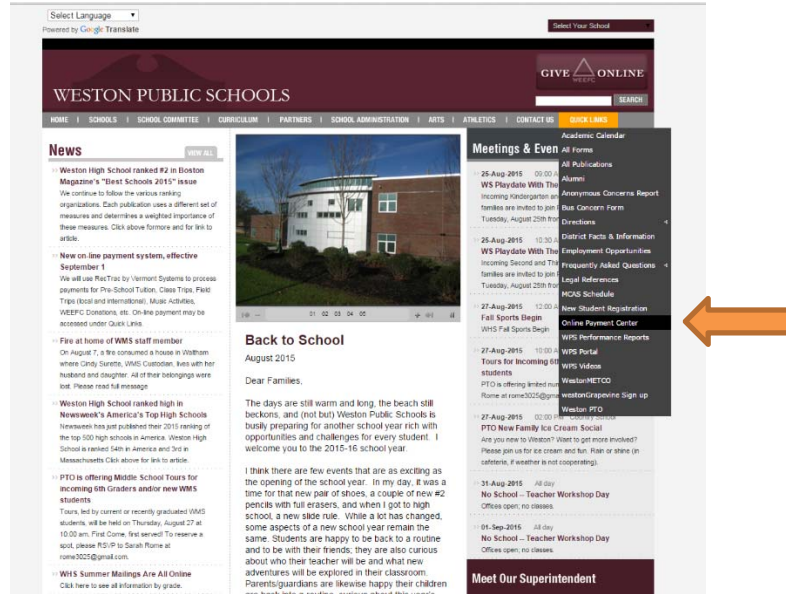 Select Language
Powered by Google Translate
Select Your School
WESTON PUBLIC SCHOOLS
GIVE ONLINE
WEEFC
SEARCH
HOME | SCHOOLS | SCHOOL COMMITTEE | CURRICULUM | PARTNERS | SCHOOL ADMINISTRATION | ARTS | ATHLETICS | CONTACT US QUICK LINKS
News
VIEW ALL
Weston High School ranked #2 in Boston
Magazine's "Best Schools 2015" issue
We continue to follow the various ranking
organizations. Each publication uses a different set of
measures and determines a weighted importance of
these measures. Click above formore and for link to
article.
New on-line payment system, effective
September 1
We will use RecTrac by Vermont Systems to process
payments for Pre-School Tuition, Class Trips, Field
Trips (local and international), Music Activities,
WEEFC Donations, etc. On-line payment may be
accessed under Quick Links.
Fire at home of WMS staff member
On August 7, a fire consumed a house in Waltham
where Cindy Surette, WMS Custodian, lives with her
husband and daughter. All of their belongings were
lost. Please read full message
Weston High School ranked high in
Newsweek's America's Top High Schools
Newsweek has just published their 2015 ranking of
the top 500 high schools in America. Weston High
School is ranked 54th in America and 3rd in
Massachusetts Click above for link to article.
PTO is offering Middle School Tours for
incoming 6th Graders and/or new WMS
students
Tours, led by current or recently graduated WMS
students, will be held on Thursday, August 27 at
10:00 am. First Come, first served! To reserve a
spot, please RSVP to Sarah Rome at
rome3025@gmail.com.
WHS Summer Mailings Are All Online
Click here to see all information by grade.
01 02 03 04 05
Back to School
August 2015
Dear Families,
The days are still warm and long, the beach still
beckons, and (not but) Weston Public Schools is
busily preparing for another school year rich with
opportunities and challenges for every student. I
welcome you to the 2015-16 school year.
I think there are few events that are as exciting as
the opening of the school year. In my day, it was a
time for that new pair of shoes, a couple of new #2
pencils with full erasers, and when I got to high
school, a new slide rule. While a lot has changed,
some aspects of a new school year remain the
same. Students are happy to be back to a routine
and to be with their friends; they are also curious
about who their teacher will be and what new
adventures will be explored in their classroom.
Parents/guardians are likewise happy their children
are back into a routine, curious about this year's
Meetings & Even
25-Aug-2015 09:00 A
WS Playdate With The
Incoming Kindergarten an
families are invited to join P
Tuesday, August 25th from
25-Aug-2015 10:30 A
WS Playdate With The
Incoming Second and Thi
families are invited to join P
Tuesday, August 25th from
27-Aug-2015 12:00 A
Fall Sports Begin
WHS Fall Sports Begin
27-Aug-2015 10:00 A
Tours for Incoming 6t
students
PTO is offering limited num
Rome at rome3025@gma
27-Aug-2015 02:00 PM Country School
PTO New Family Ice Cream Social
Are you new to Weston? Want to get more involved?
Please join us for ice cream and fun. Rain or shine (in
cafeteria, if weather is not cooperating).
31-Aug-2015 All day
No School -- Teacher Workshop Day
Offices open; no classes.
01-Sep-2015 All day
No School -- Teacher Workshop Day
Offices open; no classes.
Meet Our Superintendent
Academic Calendar
All Forms
All Publications
Alumni
Anonymous Concerns Report
Bus Concern Form
Directions
District Facts & Information
Employment Opportunities
Frequently Asked Questions
Legal References
MCAS Schedule
New Student Registration
Online Payment Center
WPS Performance Reports
WPS Portal
WPS Videos
WestonMETCO
westonGrapevine Sign up
Weston PTO